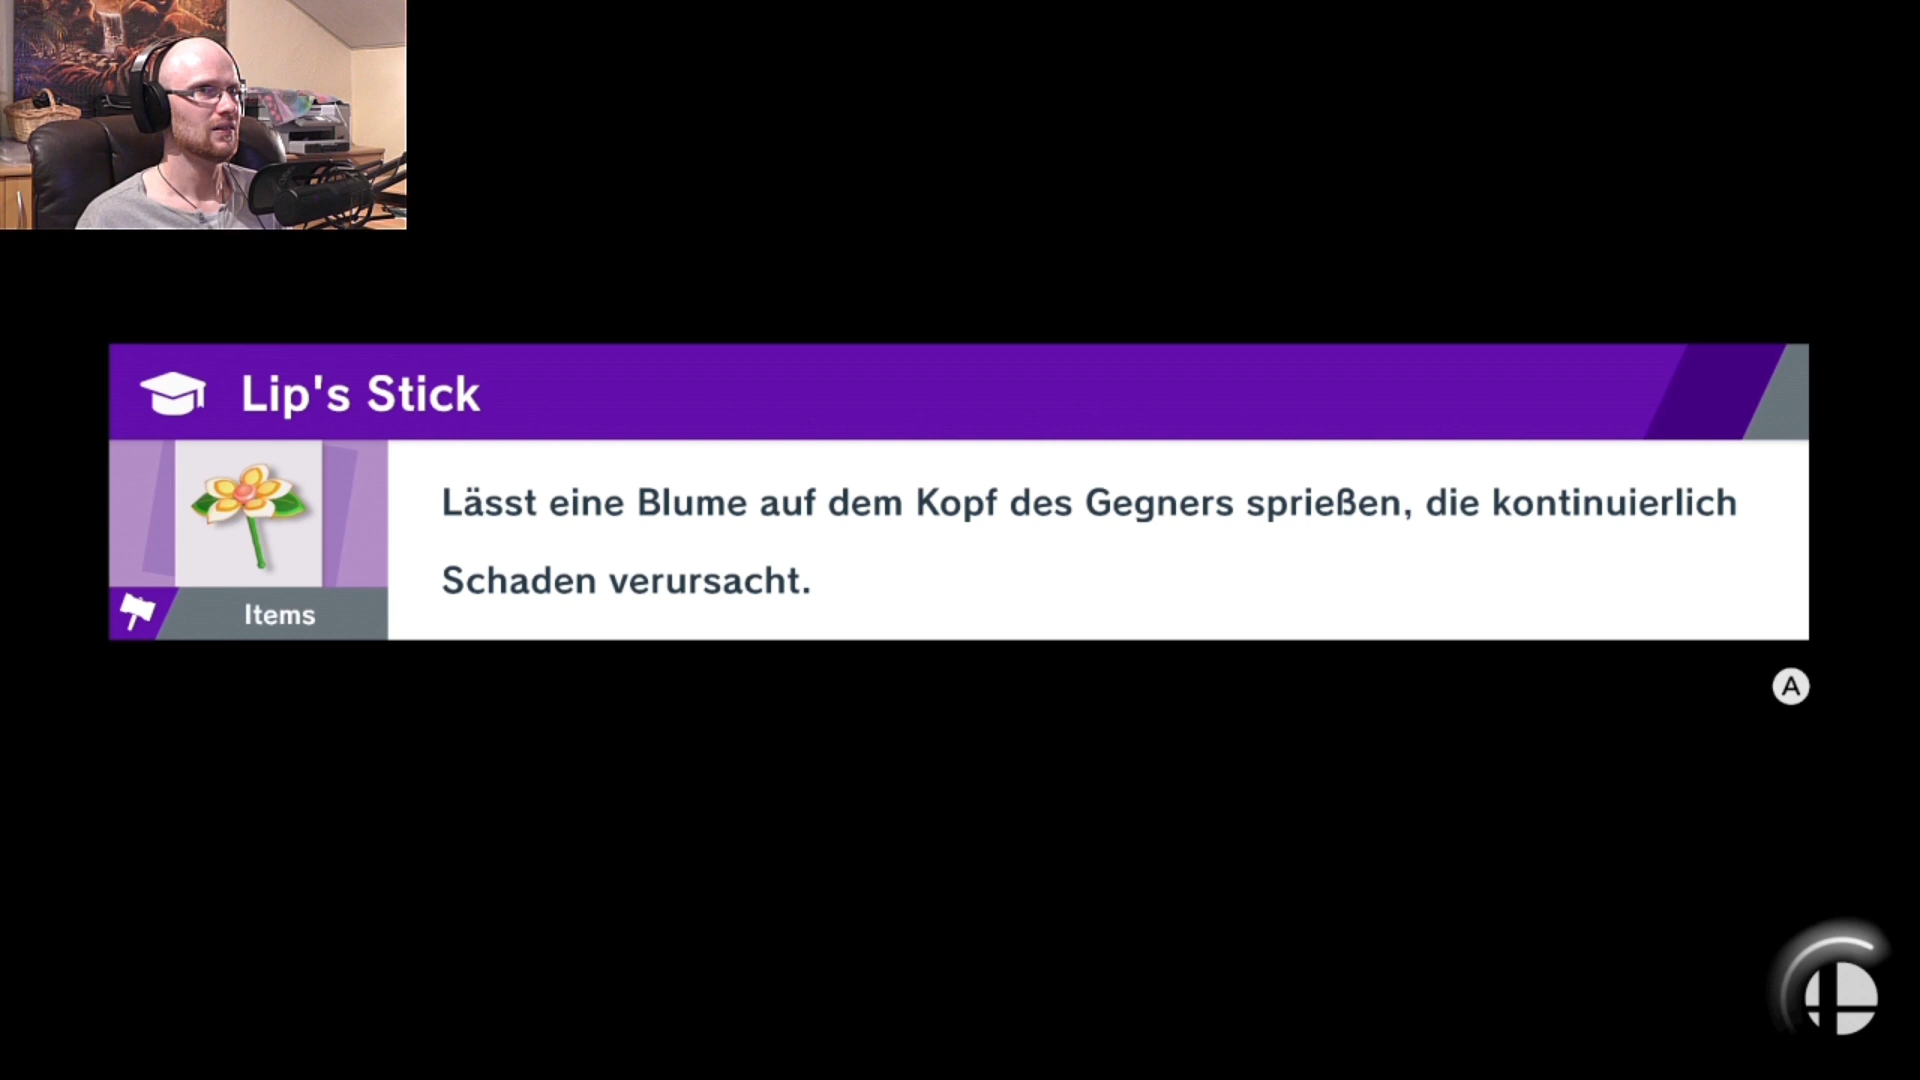 Lip's Stick
Lässt eine Blume auf dem Kopf des Gegners sprießen, die kontinuierlich
Schaden verursacht.
Items
A